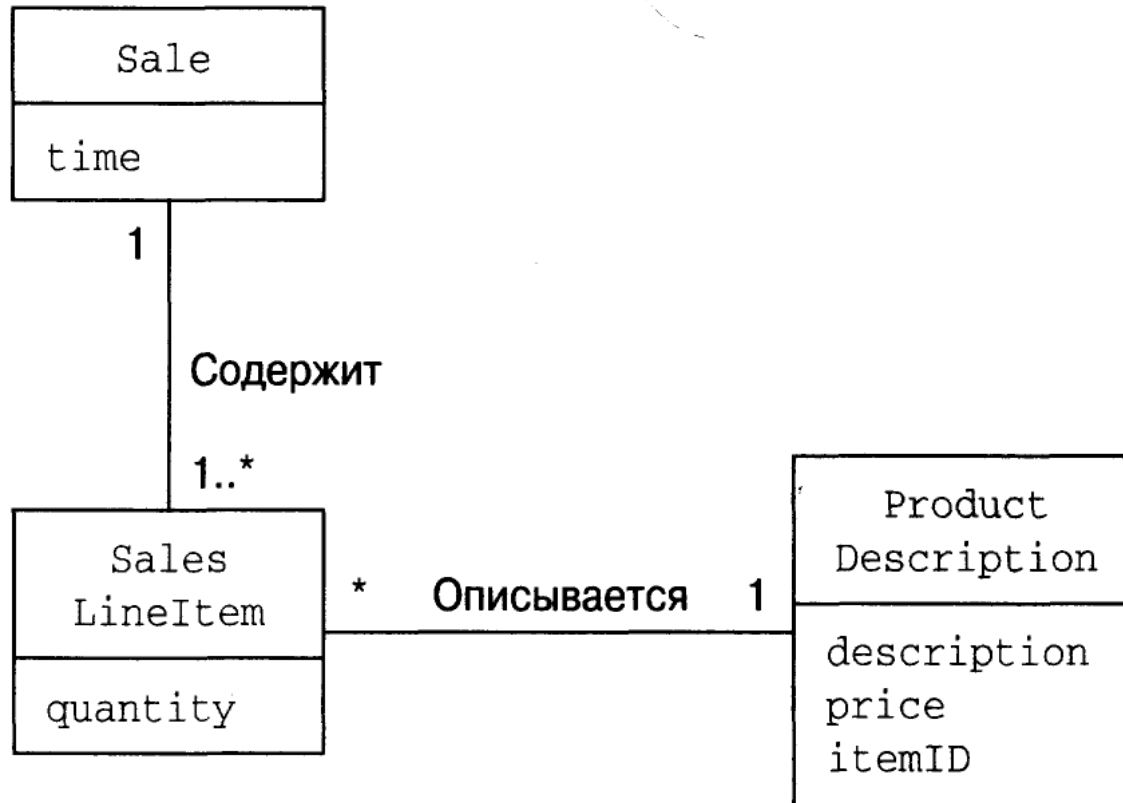 Sale
time
1
Содержит
1..*
Sales
LineItem
quantity
* Описывается 1
Product
Description
description
price
itemID